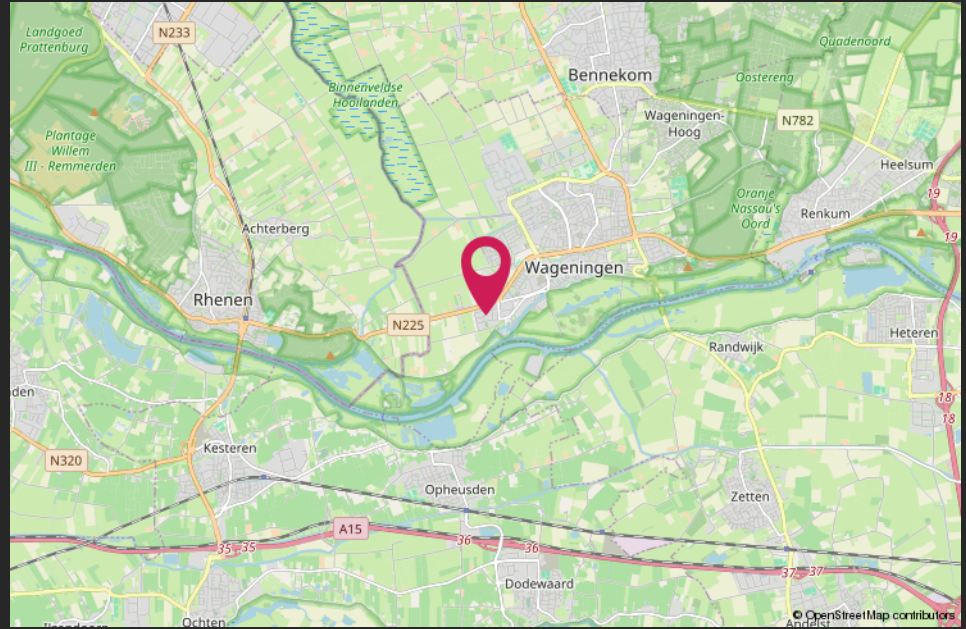 Landgoed
Prattenburg
N233
Quadenoord
Bennekom
Oostereng
Binnenveldse
Hooilanden
Wageningen-
Hoog
N782
Plantage
Willem
III - Remmerden
Heelsum
Oranje
Nassau's
Oord
19
Renkum
Achterberg
19
Wageningen
Rhenen
N225
Heteren
Randwijk
den
18
18
Kesteren
N320
Opheusden
Zetten
A15
36
36
35
35
37
37
Dodewaard
Ochten
Andelst
© OpenStreetMap contributors